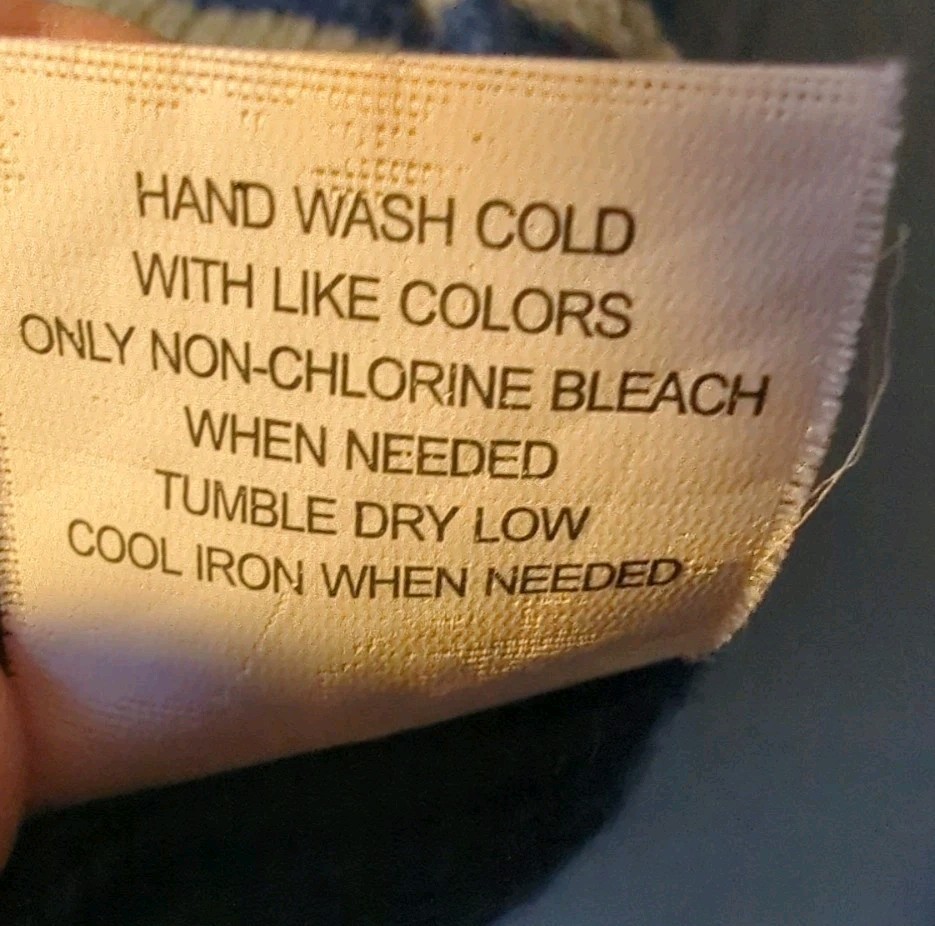 HAND WASH COLD
WITH LIKE COLORS
ONLY NON-CHLORINE BLEACH
WHEN NEEDED
TUMBLE DRY LOW
COOL IRON WHEN NEEDED